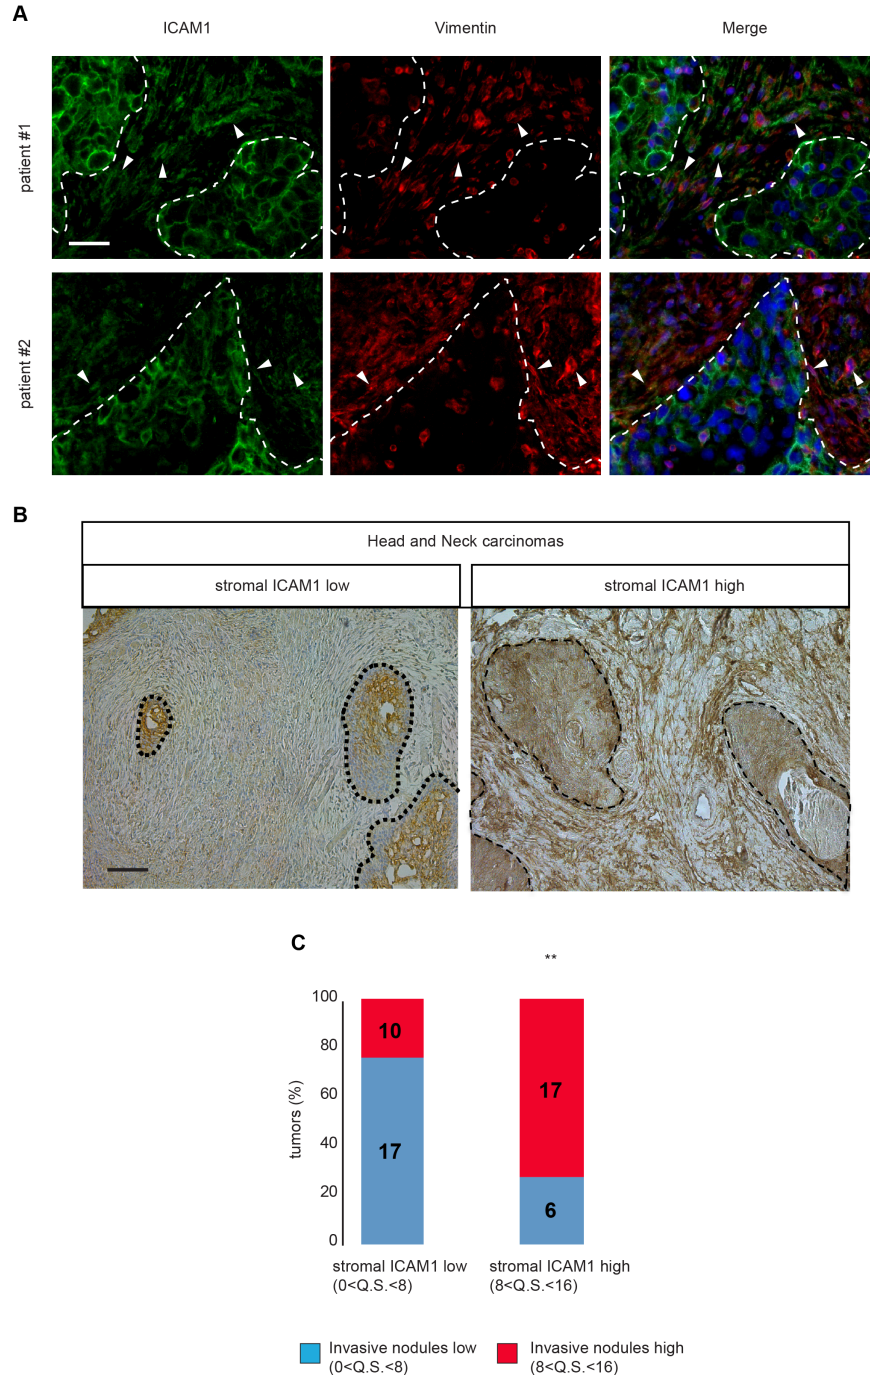 A
ICAM1
Vimentin
Merge
patient #1
patient #2
B
Head and Neck carcinomas
stromal ICAM1 low
stromal ICAM1 high
C
**
100
80
60
40
20
0
tumors (%)
10
17
17
6
stromal ICAM1 low
(0<Q.S.<8)
stromal ICAM1 high
(8<Q.S.<16)
Invasive nodules low
(0<Q.S.<8)
Invasive nodules high
(8<Q.S.<16)